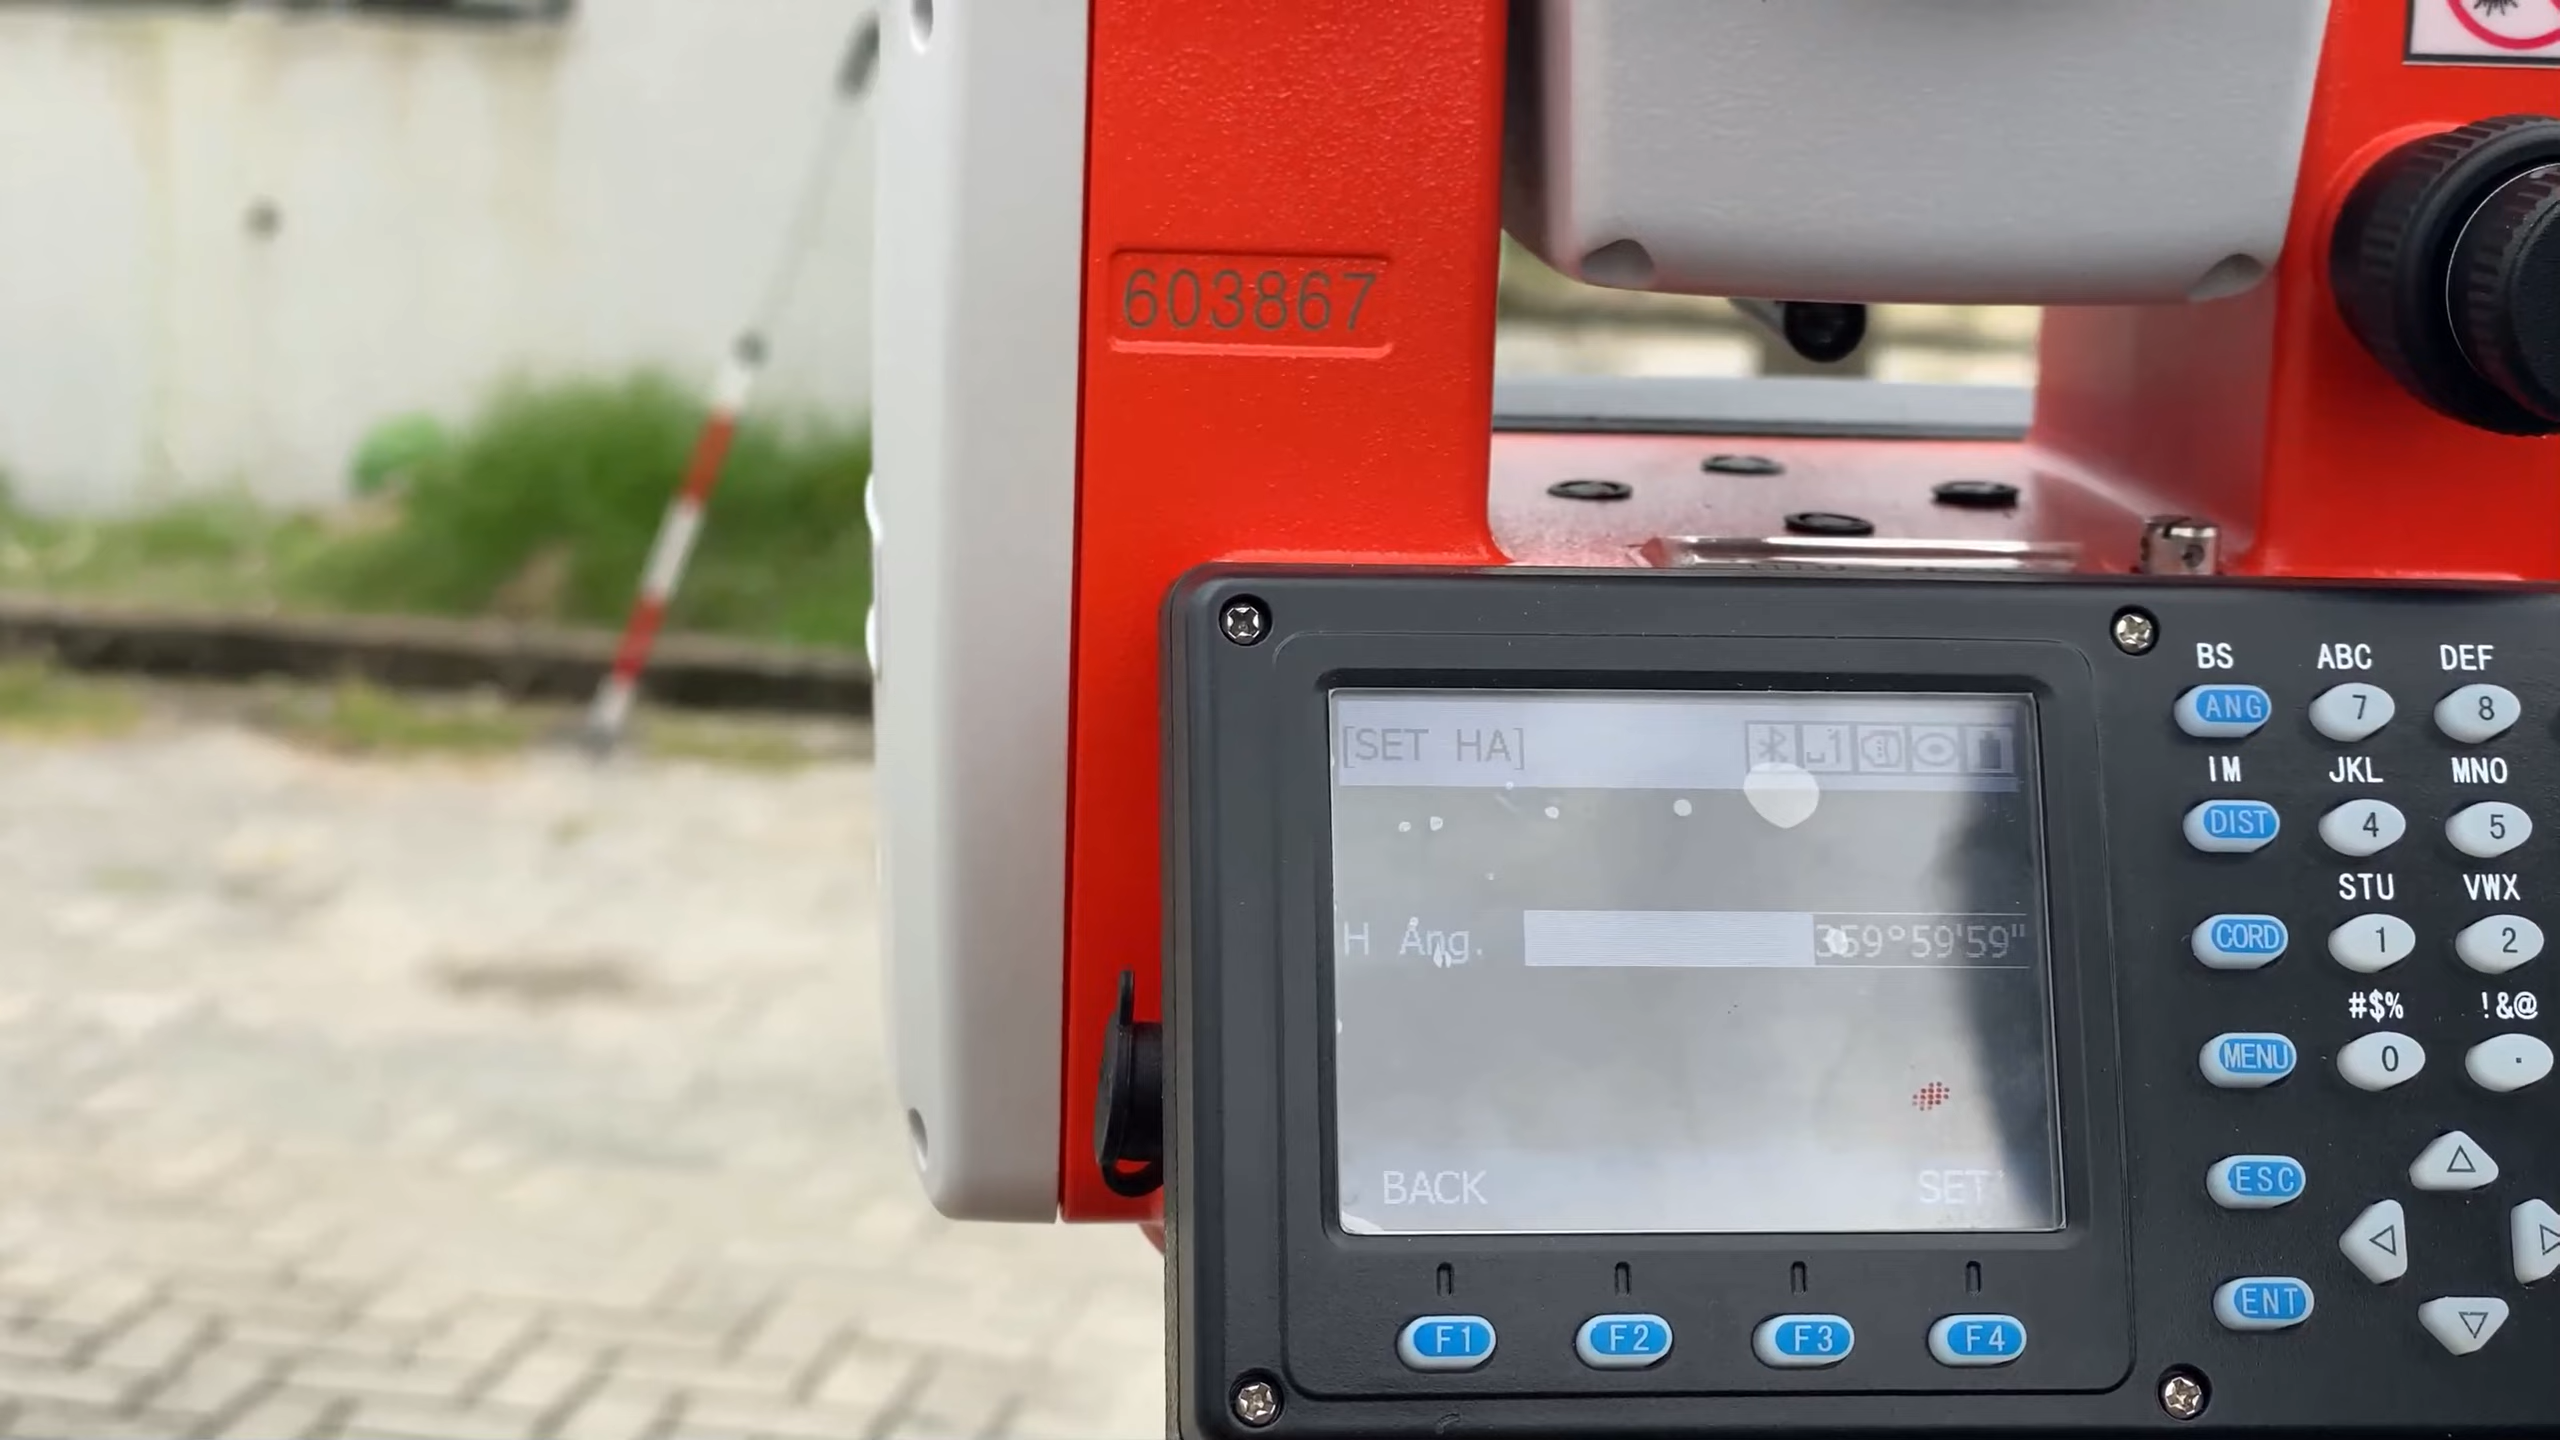 603867
[SET HA]
H Ang. 359°59'59"
BACK SET
BS ABC DEF
ANG 7 8
IM JKL MNO
DIST 4 5
STU VWX
CORD 1 2
#$% !&@
MENU 0 .
ESC
ENT
F1 F2 F3 F4